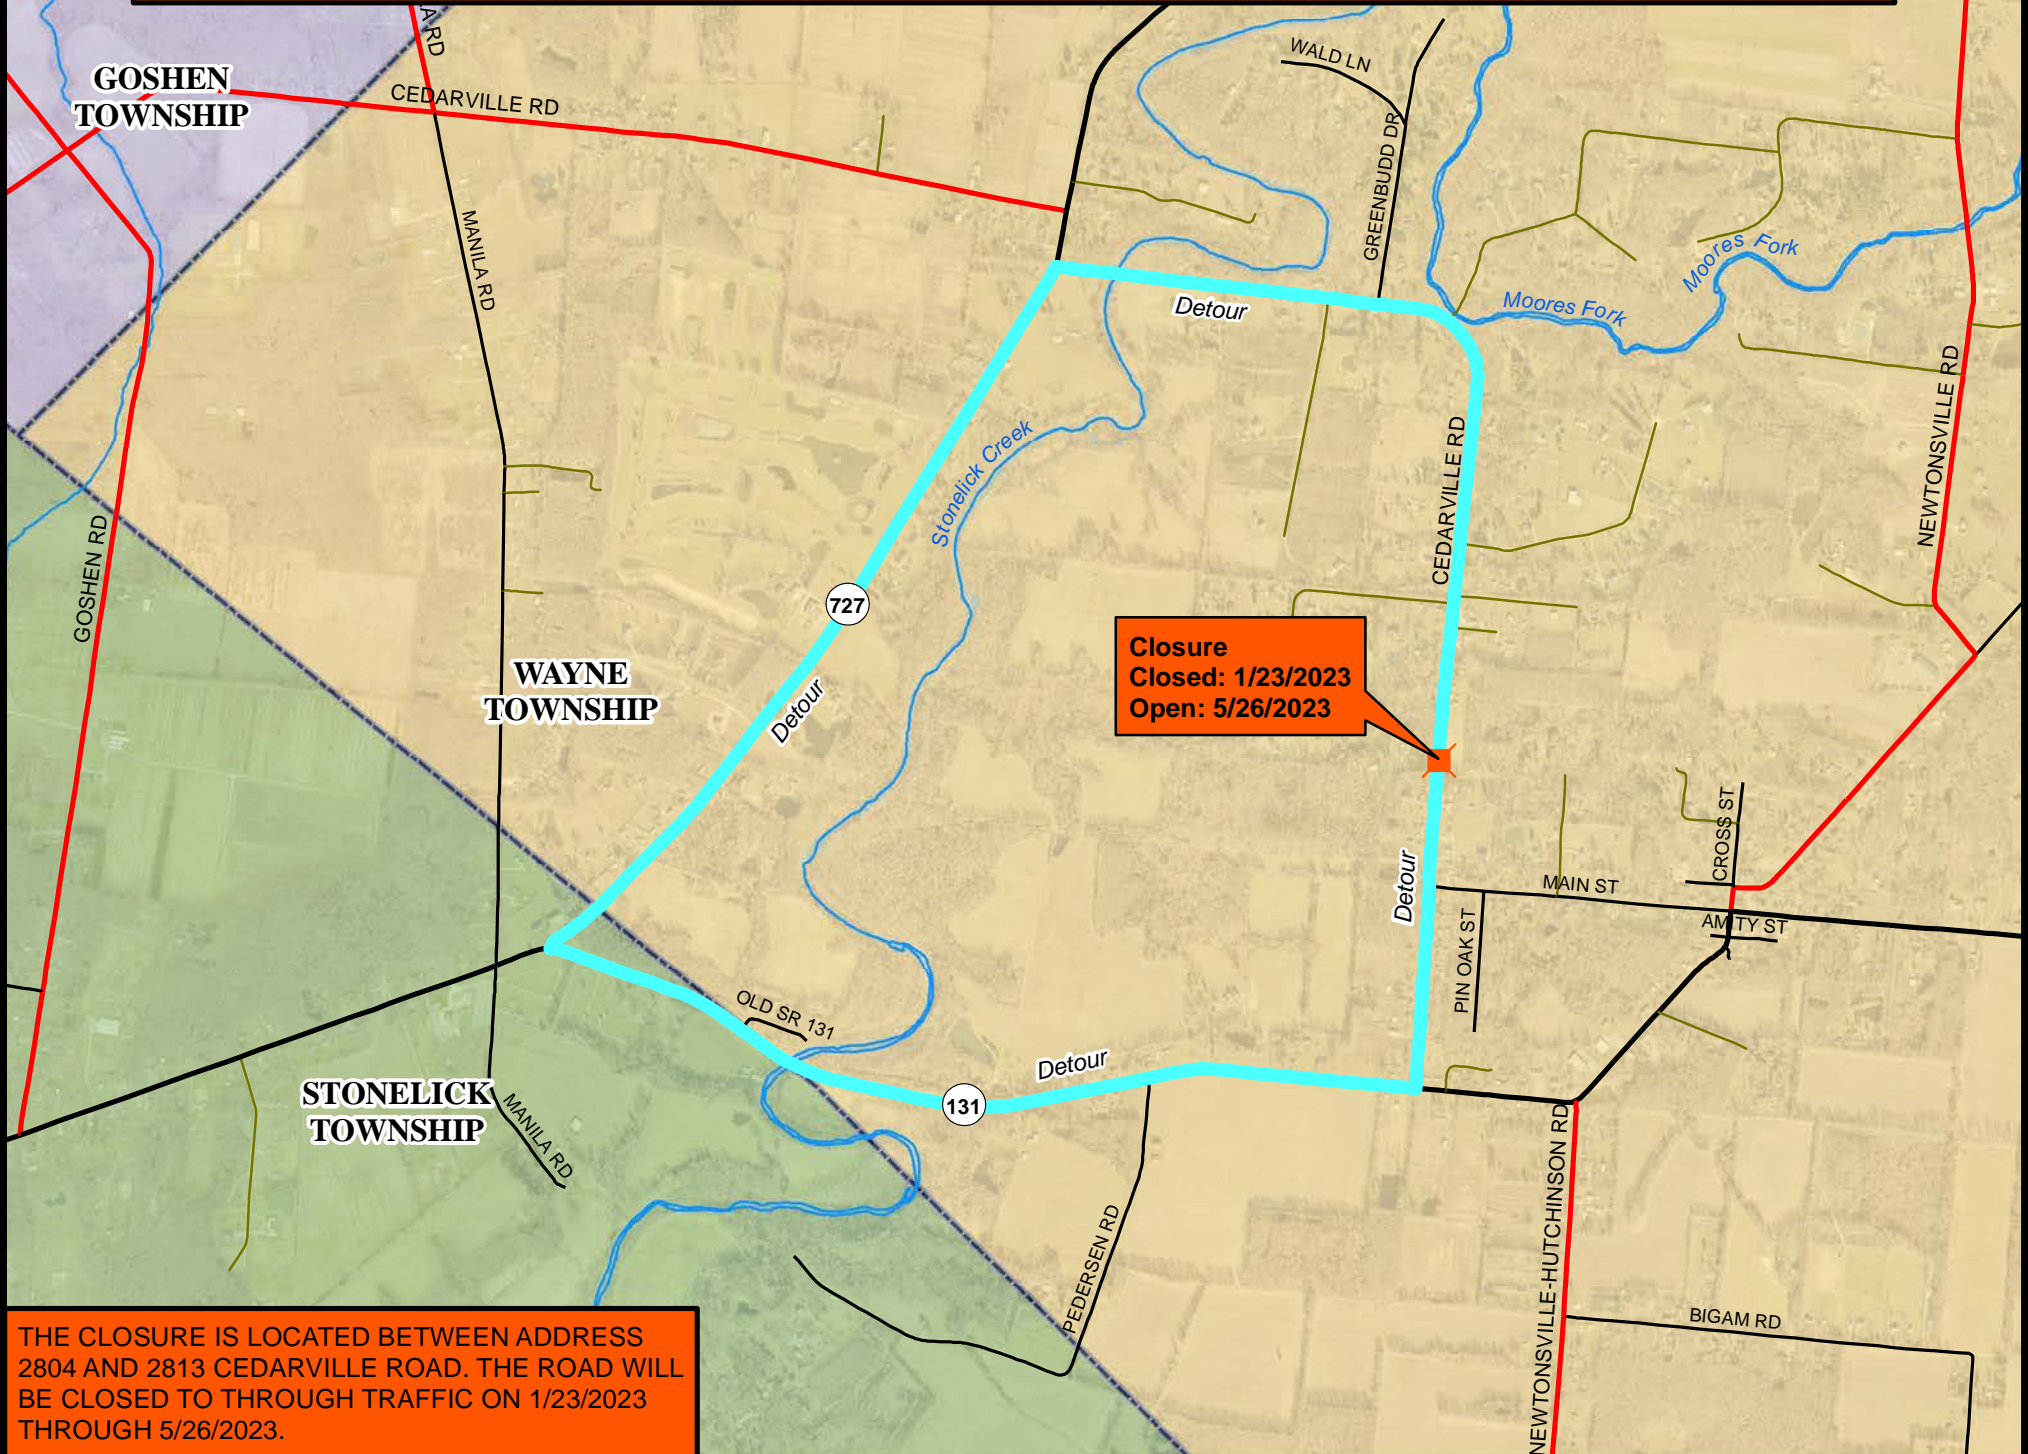 A RD
GOSHEN
TOWNSHIP
CEDARVILLE RD
WALD LN
GREENBUDD DR
MANILA RD
Moores Fork
Moores Fork
Detour
NEWTONSVILLE RD
CEDARVILLE RD
Stonelick Creek
GOSHEN RD
727
Closure
Closed: 1/23/2023
Open: 5/26/2023
WAYNE
TOWNSHIP
Detour
CROSS ST
Detour
MAIN ST
AMITY ST
PIN OAK ST
OLD SR 131
Detour
131
STONELICK
TOWNSHIP
MANILA RD
PEDERSEN RD
NEWTONSVILLE-HUTCHINSON RD
BIGAM RD
THE CLOSURE IS LOCATED BETWEEN ADDRESS
2804 AND 2813 CEDARVILLE ROAD. THE ROAD WILL
BE CLOSED TO THROUGH TRAFFIC ON 1/23/2023
THROUGH 5/26/2023.